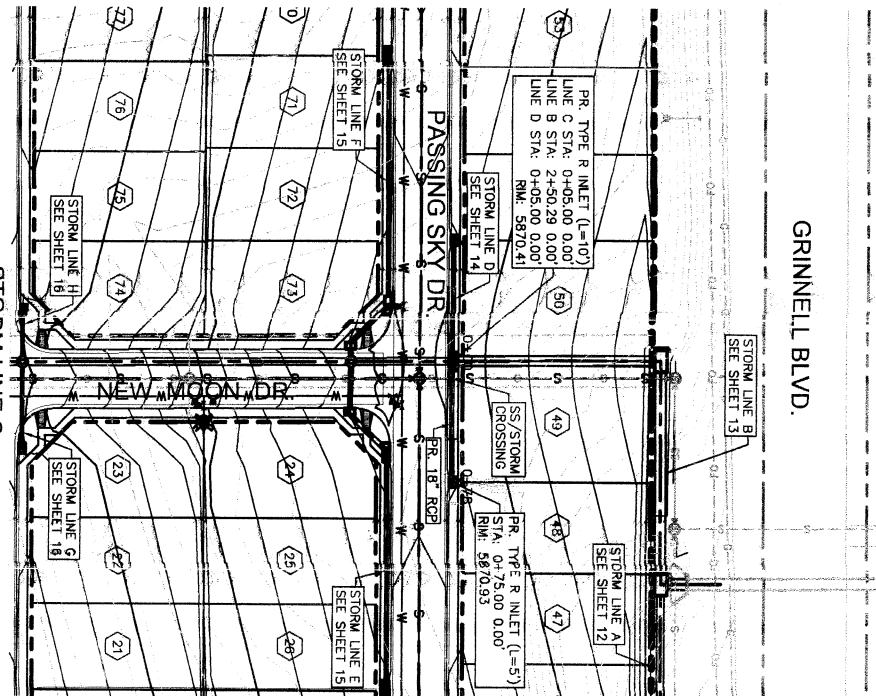 GRINNELL BLVD.
STORM LINE B
SEE SHEET 13
STORM LINE A
SEE SHEET 12
PR. TYPE R INLET (L=10')
LINE C STA: 0+05.00 0.00'
LINE B STA: 2+50.29 0.00'
LINE D STA: 0+05.00 0.00'
RIM: 5870.41
53
50
49
48
47
SS/STORM
CROSSING
PR. TYPE R INLET (L=5')
STA: 0+75.00 0.00'
RIM: 5870.93
STORM LINE D
SEE SHEET 14
PASSING SKY DR.
PR. 18" RCP
STORM LINE F
SEE SHEET 15
STORM LINE E
SEE SHEET 15
70
71
72
73
24
25
26
NEW MOON DR.
77
76
75
74
23
22
21
STORM LINE H
SEE SHEET 16
STORM LINE G
SEE SHEET 16
W
S